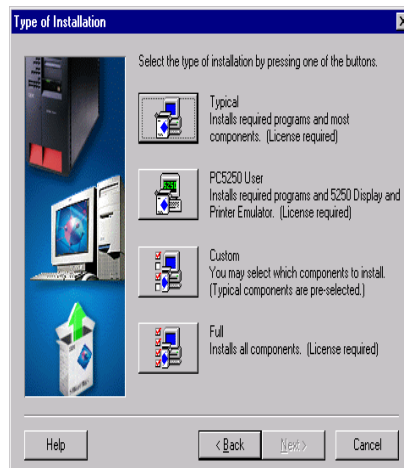 Type of Installation
Select the type of installation by pressing one of the buttons.
Typical
Installs required programs and most
components. (License required)
PC5250 User
Installs required programs and 5250 Display and
Printer Emulator. (License required)
Custom
You may select which components to install.
(Typical components are pre-selected.)
Full
Installs all components. (License required)
Help
< Back
Next >
Cancel